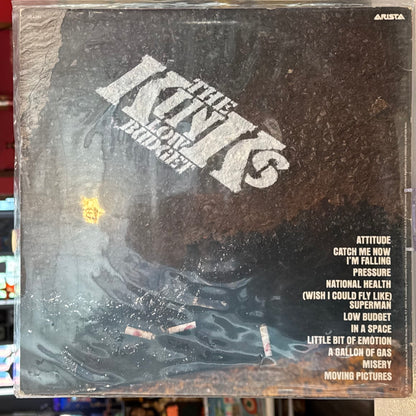 ARISTA
THE
KINKS
LOW
BUDGET
ATTITUDE
CATCH ME NOW
I'M FALLING
PRESSURE
NATIONAL HEALTH
(WISH I COULD FLY LIKE)
SUPERMAN
LOW BUDGET
IN A SPACE
LITTLE BIT OF EMOTION
A GALLON OF GAS
MISERY
MOVING PICTURES